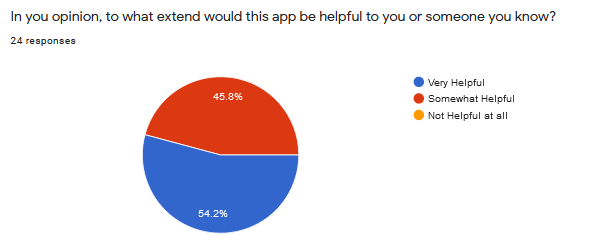 In you opinion, to what extend would this app be helpful to you or someone you know?
24 responses
45.8%
54.2%
Very Helpful
Somewhat Helpful
Not Helpful at all